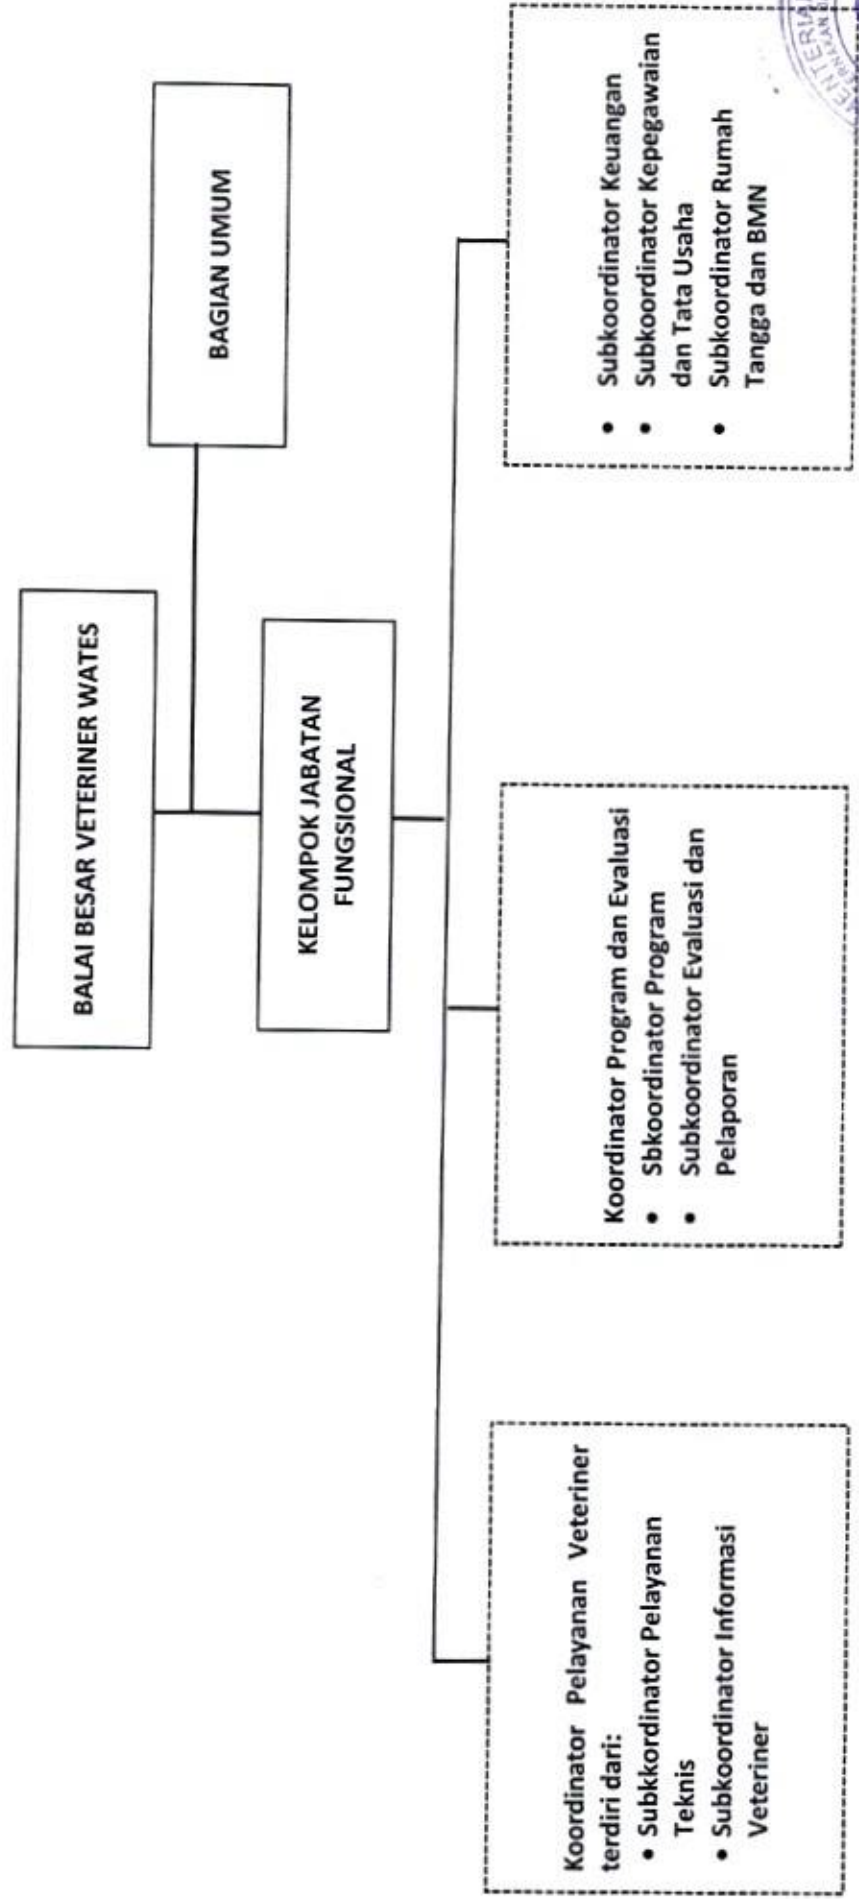 BALAI BESAR VETERINER WATES
BAGIAN UMUM
KELOMPOK JABATAN
FUNGSIONAL
Koordinator Pelayanan Veteriner
terdiri dari:
• Subkkordinator Pelayanan
Teknis
• Subkoordinator Informasi
Veteriner
Koordinator Program dan Evaluasi
• Sbkoordinator Program
• Subkoordinator Evaluasi dan
Pelaporan
• Subkoordinator Keuangan
• Subkoordinator Kepegawaian
dan Tata Usaha
• Subkoordinator Rumah
Tangga dan BMN